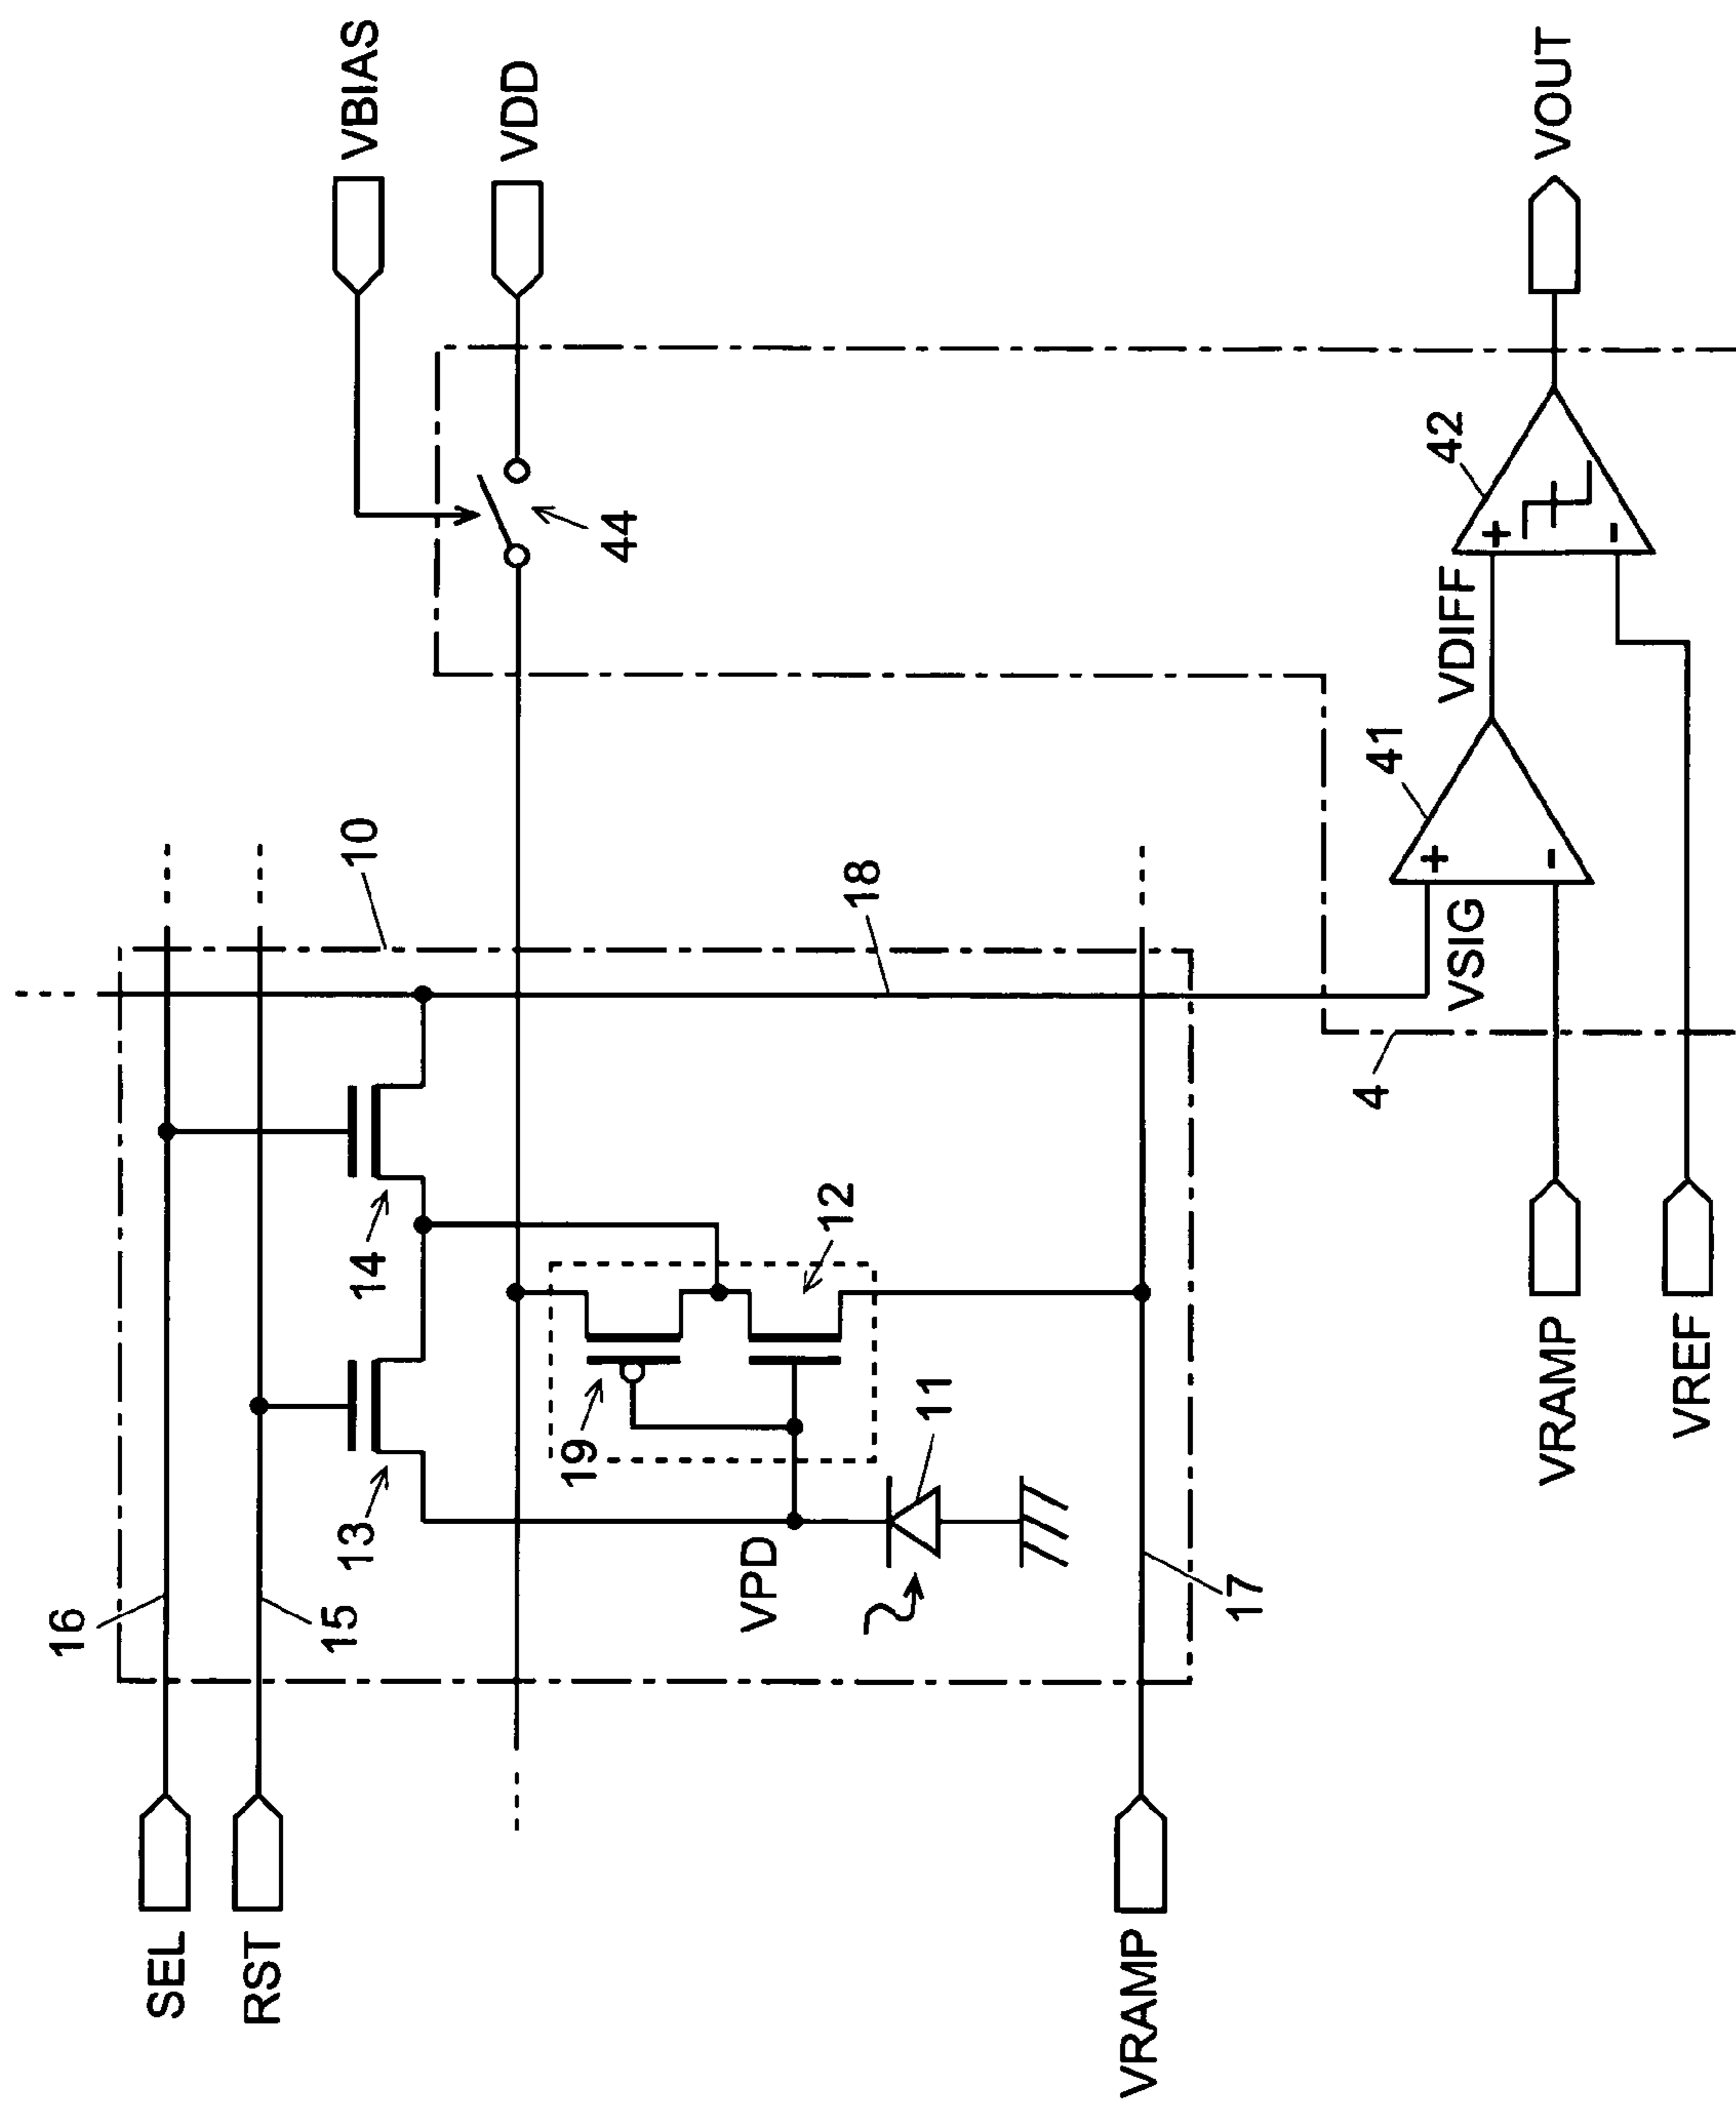 SEL
RST
VRAMP
16
15
13
14
10
18
19
12
11
VPD
17
VBIAS
VDD
44
4
VSIG
41
VDIFF
42
+
-
+
-
VRAMP
VREF
VOUT